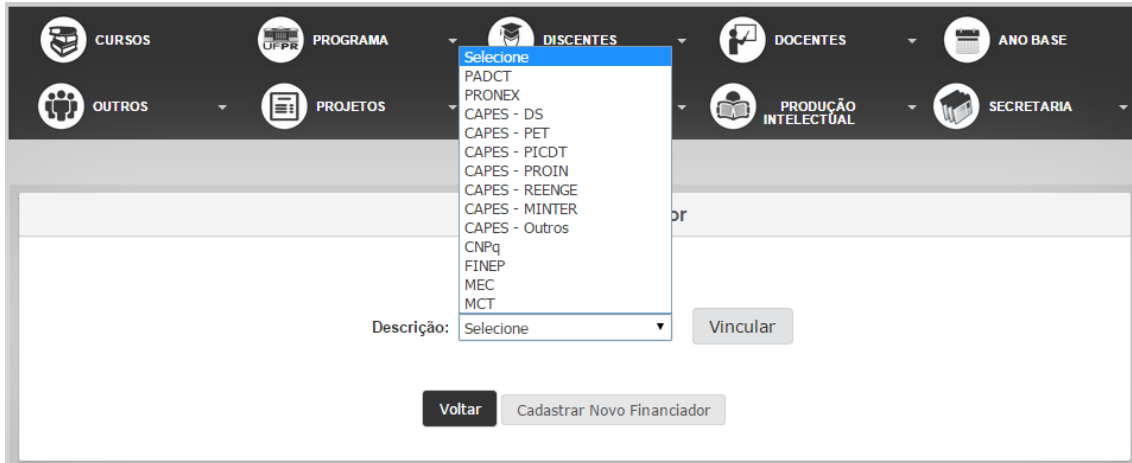 CURSOS
UFPR
PROGRAMA
DISCENTES
DOCENTES
ANO BASE
OUTROS
PROJETOS
PRODUÇÃO
INTELECTUAL
SECRETARIA
Selecione
PADCT
PRONEX
CAPES - DS
CAPES - PET
CAPES - PICDT
CAPES - PROIN
CAPES - REENGE
CAPES - MINTER
CAPES - Outros
CNPq
FINEP
MEC
MCT
or
Descrição: Selecione Vincular
Voltar Cadastrar Novo Financiador